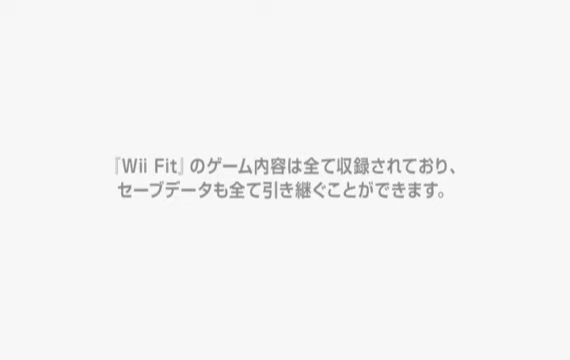 『Wii Fit』のゲーム内容は全て収録されており、
セーブデータも全て引き継ぐことができます。